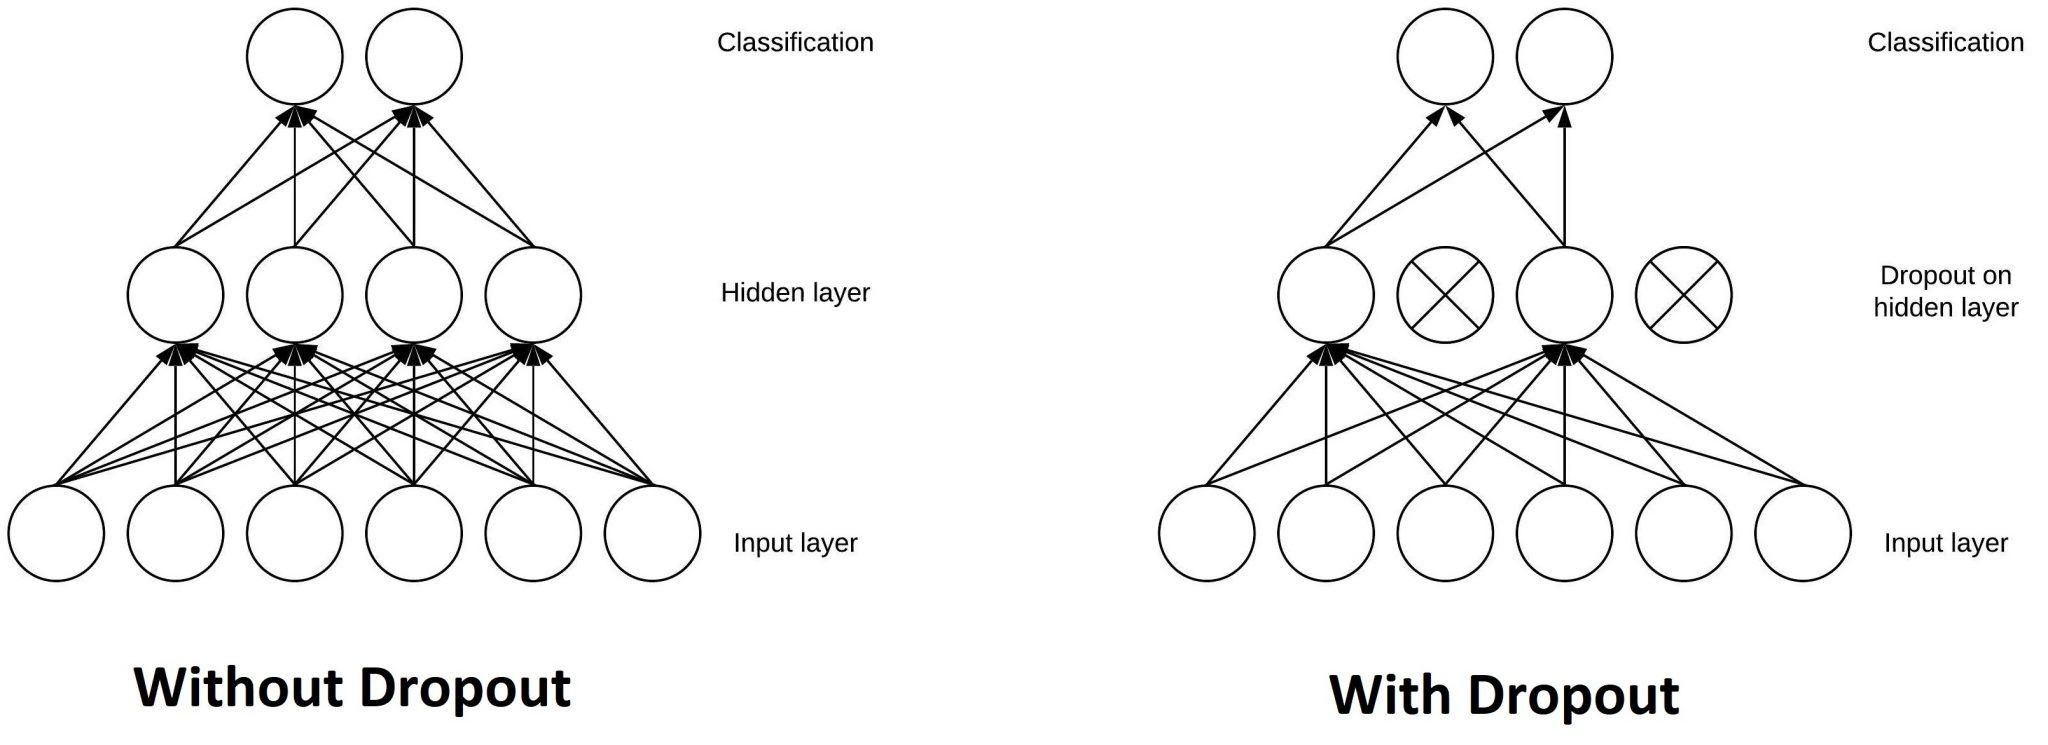 Classification
Hidden layer
Input layer
Without Dropout
Classification
Dropout on
hidden layer
Input layer
With Dropout